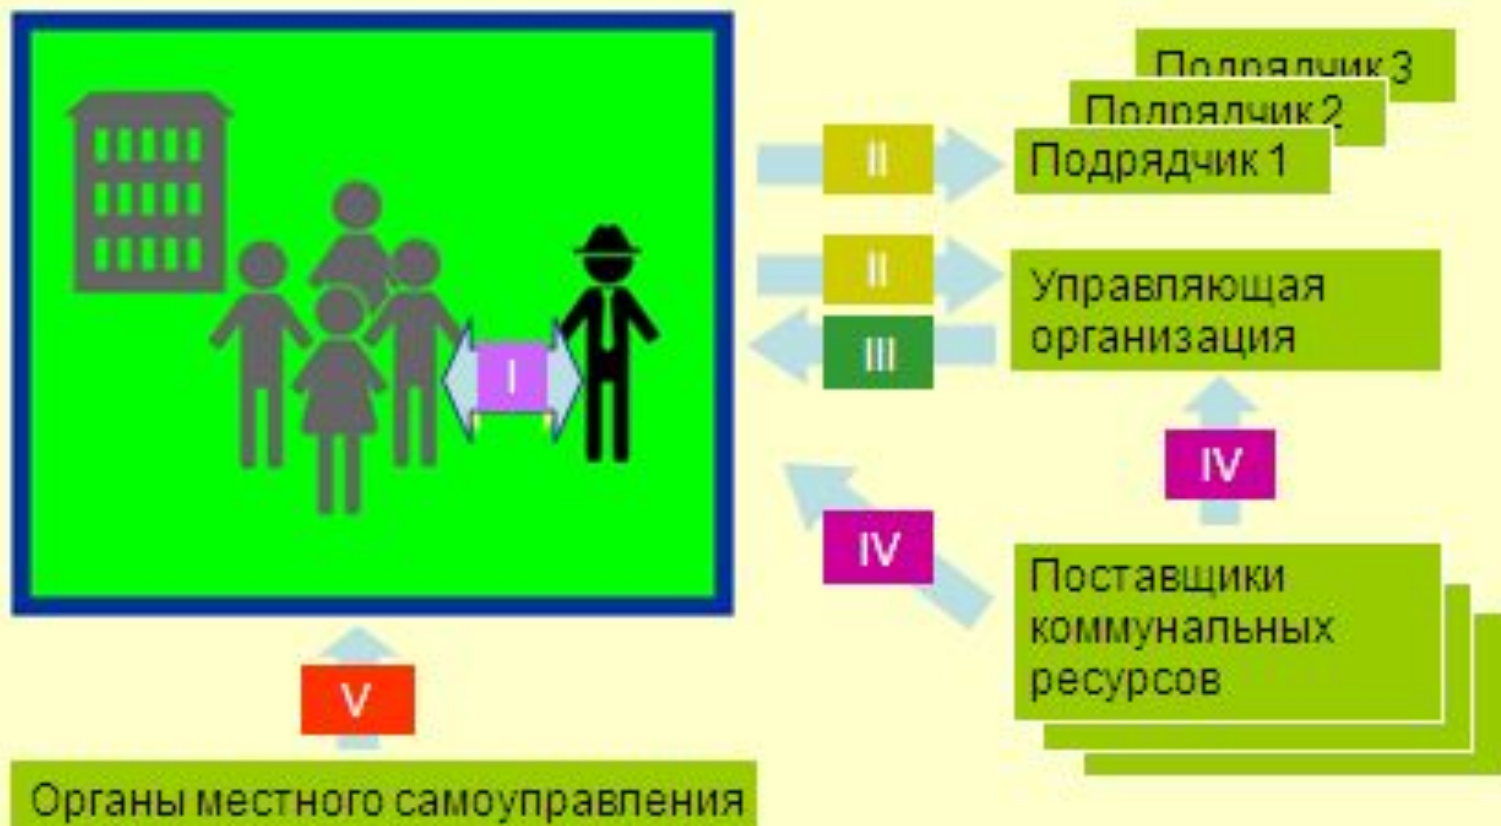 Подрядчик 3
Подрядчик 2
II
Подрядчик 1
II
Управляющая
организация
III
I
IV
IV
Поставщики
коммунальных
ресурсов
V
Органы местного самоуправления